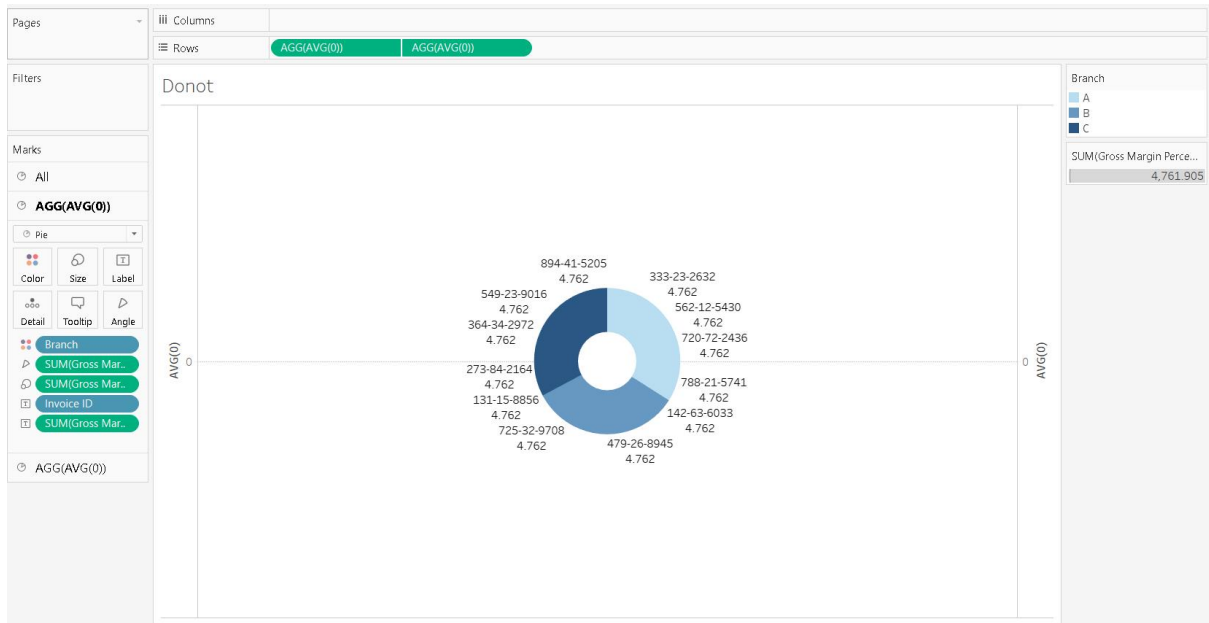 Pages
Columns
Rows
AGG(AVG(0))
AGG(AVG(0))
Filters
Marks
All
AGG(AVG(0))
Pie
Color
Size
Label
Detail
Tooltip
Angle
Branch
SUM(Gross Mar..
SUM(Gross Mar..
Invoice ID
SUM(Gross Mar..
AGG(AVG(0))
Donot
AVG(0)
0
894-41-5205
4.762
333-23-2632
4.762
549-23-9016
4.762
562-12-5430
4.762
364-34-2972
4.762
720-72-2436
4.762
273-84-2164
4.762
788-21-5741
4.762
131-15-8856
4.762
142-63-6033
4.762
725-32-9708
4.762
479-26-8945
4.762
0
AVG(0)
Branch
A
B
C
SUM(Gross Margin Perce...
4,761.905